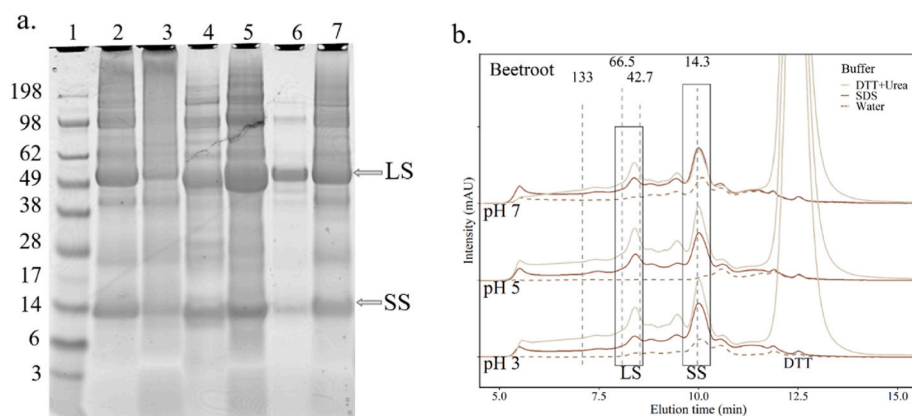 a.
1 2 3 4 5 6 7
198
98
62
49
38
28
17
14
6
3
LS
SS
b.
Beetroot
133
66.5
42.7
14.3
Buffer
DTT+Urea
SDS
Water
Intensity (mAU)
pH 7
pH 5
pH 3
LS
SS
DTT
5.0 7.5 10.0 12.5 15.0
Elution time (min)